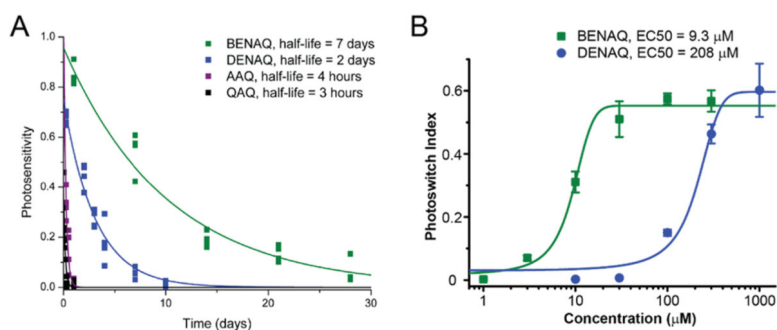 A
BENAQ, half-life = 7 days
DENAQ, half-life = 2 days
AAQ, half-life = 4 hours
QAQ, half-life = 3 hours
Photosensitivity
1.0
0.8
0.6
0.4
0.2
0.0
0 10 20 30
Time (days)
B
BENAQ, EC50 = 9.3 μM
DENAQ, EC50 = 208 μM
Photoswitch Index
0.6
0.3
0
1 10 100 1000
Concentration (μM)